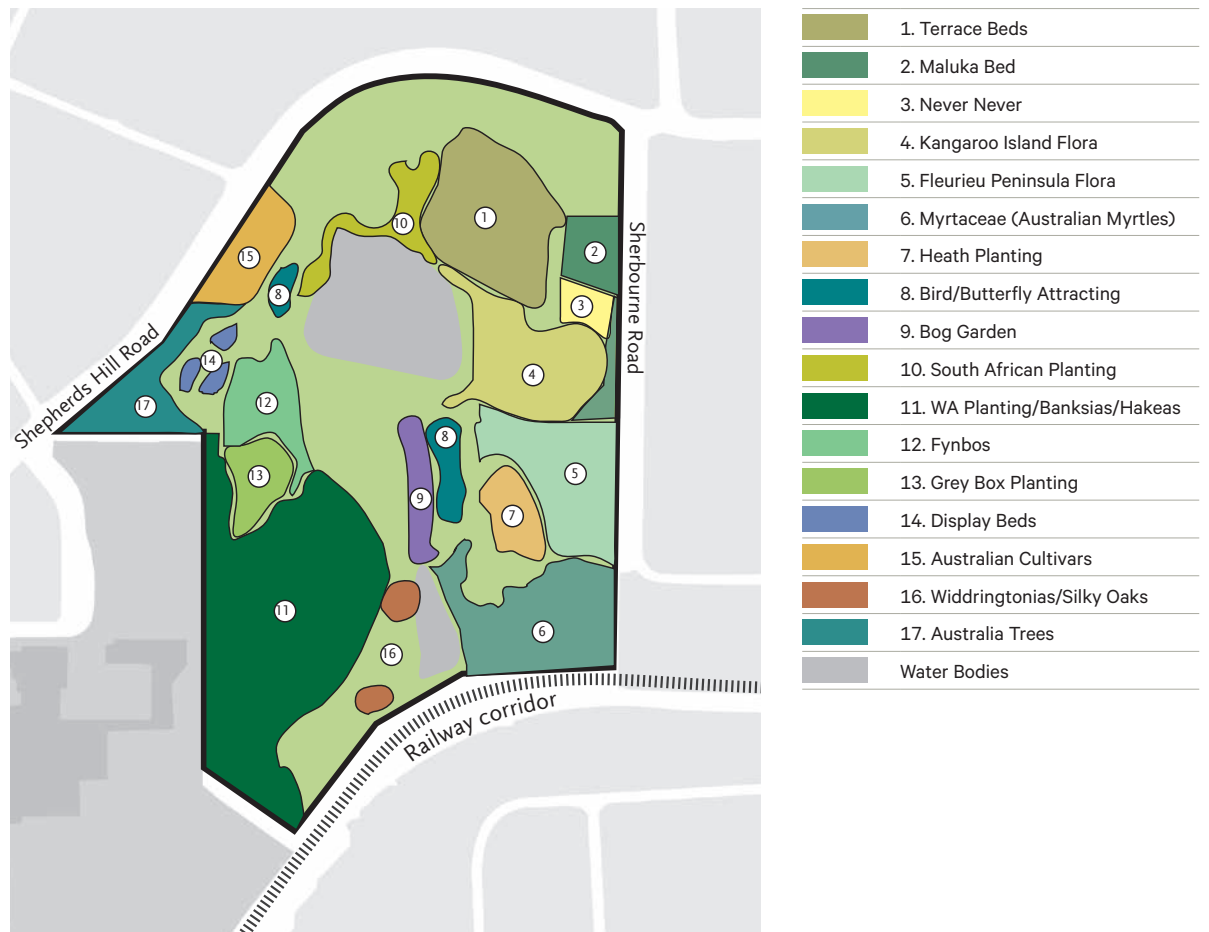 1
2
3
4
5
6
7
8
8
9
10
11
12
13
14
15
16
17
Shepherds Hill Road
Sherbourne Road
Railway corridor
1. Terrace Beds
2. Maluka Bed
3. Never Never
4. Kangaroo Island Flora
5. Fleurieu Peninsula Flora
6. Myrtaceae (Australian Myrtles)
7. Heath Planting
8. Bird/Butterfly Attracting
9. Bog Garden
10. South African Planting
11. WA Planting/Banksias/Hakeas
12. Fynbos
13. Grey Box Planting
14. Display Beds
15. Australian Cultivars
16. Widdringtonias/Silky Oaks
17. Australia Trees
Water Bodies